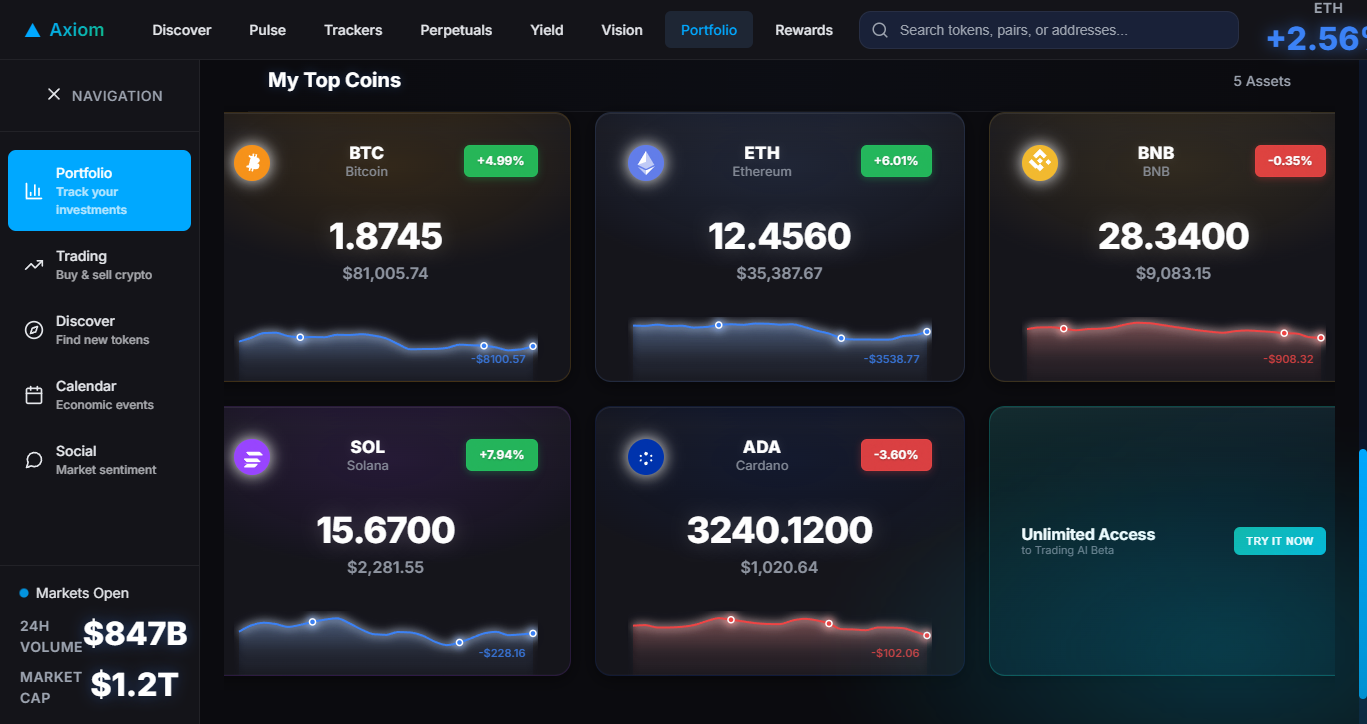 Axiom
Discover
Pulse
Trackers
Perpetuals
Yield
Vision
Portfolio
Rewards
Search tokens, pairs, or addresses...
ETH
+2.56
NAVIGATION
Portfolio
Track your
investments
Trading
Buy & sell crypto
Discover
Find new tokens
Calendar
Economic events
Social
Market sentiment
Markets Open
24H
VOLUME
$847B
MARKET
CAP
$1.2T
My Top Coins
5 Assets
BTC
Bitcoin
+4.99%
1.8745
$81,005.74
-$8100.57
ETH
Ethereum
+6.01%
12.4560
$35,387.67
-$3538.77
BNB
BNB
-0.35%
28.3400
$9,083.15
-$908.32
SOL
Solana
+7.94%
15.6700
$2,281.55
-$228.16
ADA
Cardano
-3.60%
3240.1200
$1,020.64
-$102.06
Unlimited Access
to Trading AI Beta
TRY IT NOW